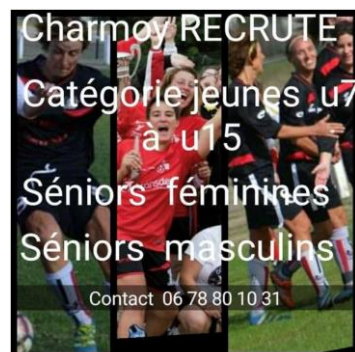 Charmoy RECRUTE
Catégorie jeunes u7
à u15
Séniors féminines
Séniors masculins
Contact 06 78 80 10 31